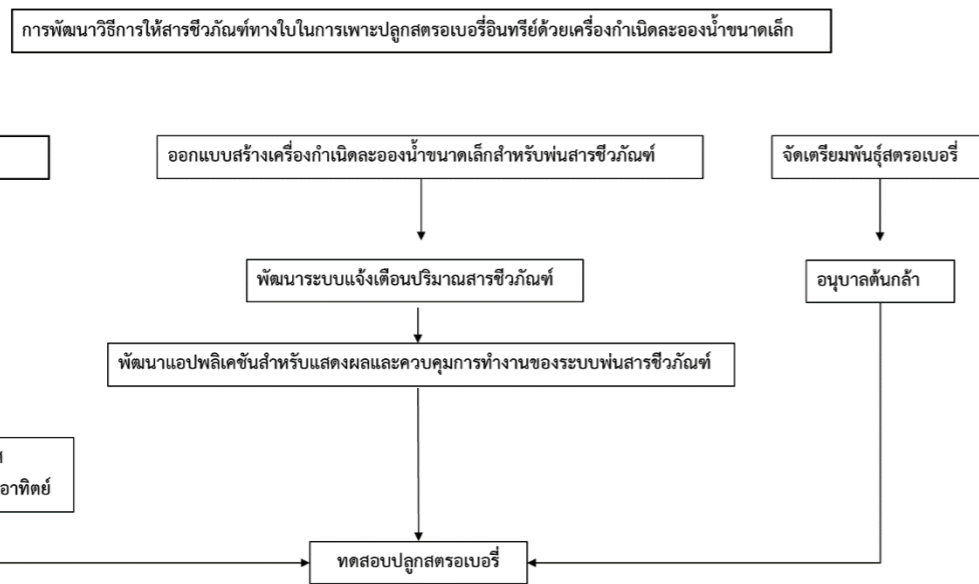 การพัฒนาวิธีการให้สารชีวภัณฑ์ทางใบในการเพาะปลูกสตรอเบอรี่อินทรีย์ด้วยเครื่องกำเนิดละอองน้ำขนาดเล็ก
ออกแบบสร้างเครื่องกำเนิดละอองน้ำขนาดเล็กสำหรับพ่นสารชีวภัณฑ์
จัดเตรียมพันธุ์สตรอเบอรี่
พัฒนาระบบแจ้งเตือนปริมาณสารชีวภัณฑ์
อนุบาลต้นกล้า
พัฒนาแอปพลิเคชันสำหรับแสดงผลและควบคุมการทำงานของระบบพ่นสารชีวภัณฑ์
อาทิตย์
ทดสอบปลูกสตรอเบอรี่